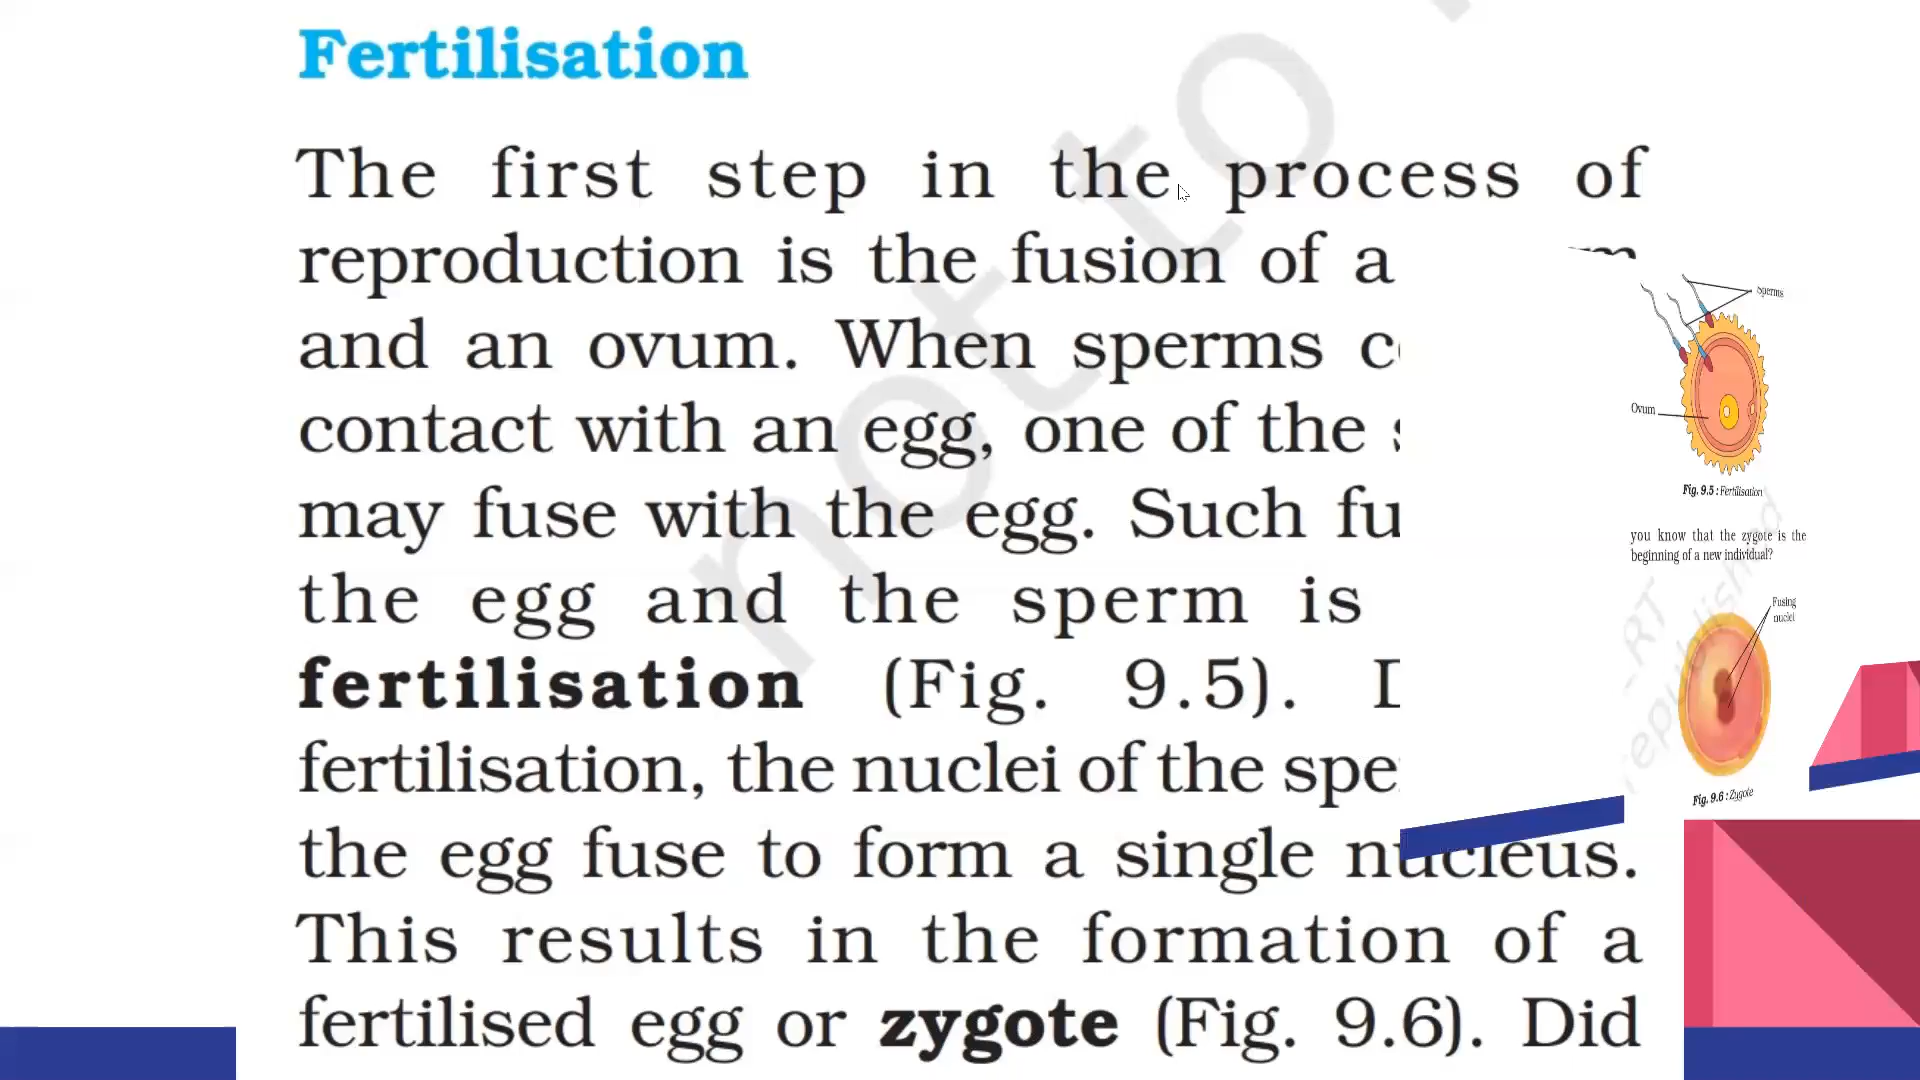 Fertilisation
The first step in the process of
reproduction is the fusion of a
and an ovum. When sperms
contact with an egg, one of the
may fuse with the egg. Such
the egg and the sperm is
fertilisation (Fig. 9.5).
fertilisation, the nuclei of the
the egg fuse to form a single nucleus.
This results in the formation of a
fertilised egg or zygote (Fig. 9.6). Did
Sperms
Ovum
Fig. 9.5 : Fertilisation
you know that the zygote is the
beginning of a new individual?
Fusing
nuclei
Fig. 9.6 : Zygote
not to
republished